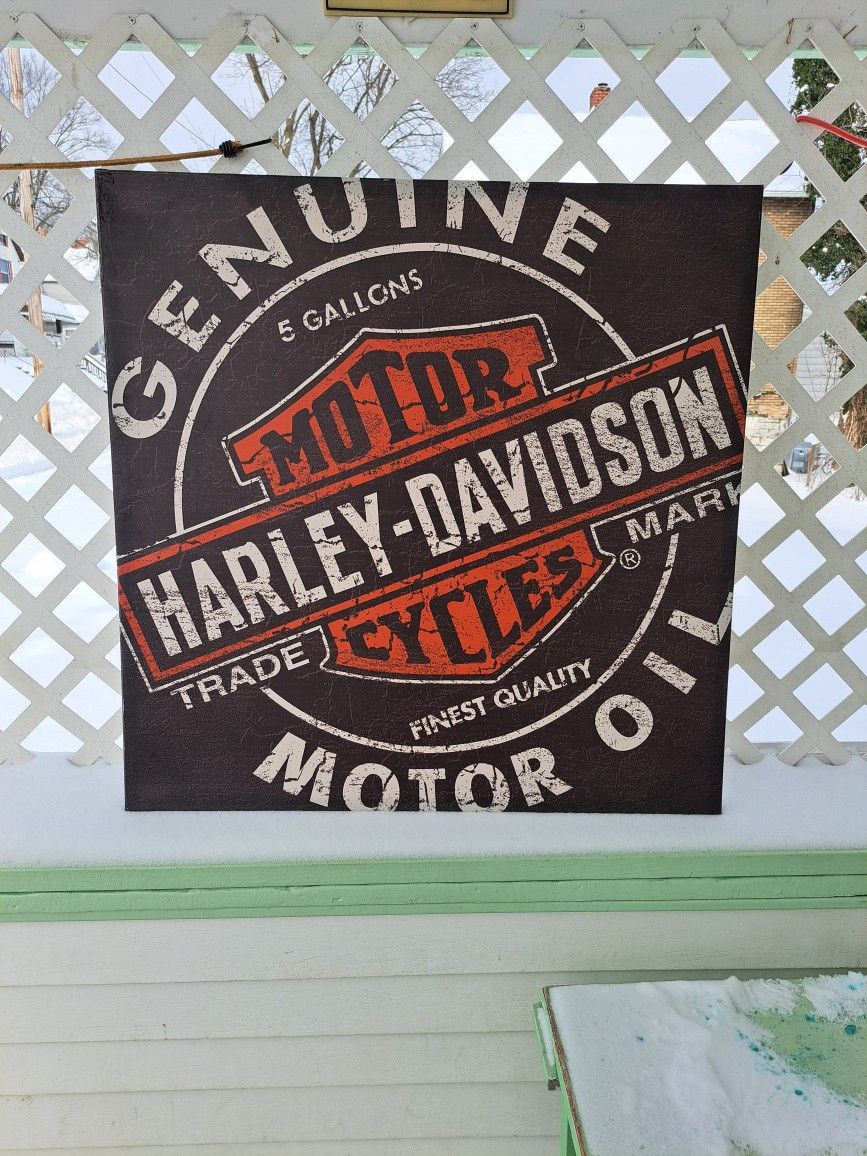 GENUINE
5 GALLONS
MOTOR
HARLEY-DAVIDSON
CYCLES
®
TRADE MARK
FINEST QUALITY
MOTOR OIL